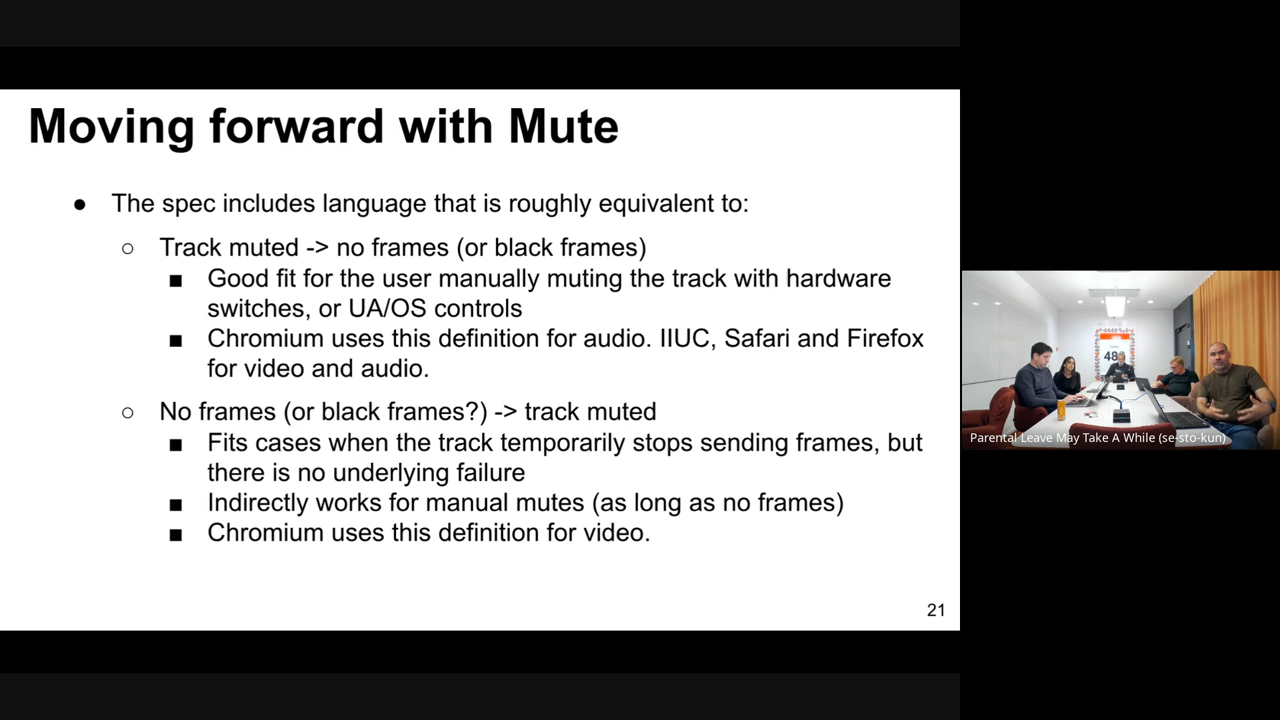 Moving forward with Mute
● The spec includes language that is roughly equivalent to:
○ Track muted -> no frames (or black frames)
■ Good fit for the user manually muting the track with hardware
switches, or UA/OS controls
■ Chromium uses this definition for audio. IIUC, Safari and Firefox
for video and audio.
○ No frames (or black frames?) -> track muted
■ Fits cases when the track temporarily stops sending frames, but
there is no underlying failure
■ Indirectly works for manual mutes (as long as no frames)
■ Chromium uses this definition for video.
21
48
Parental Leave May Take A While (se-sto-kun)